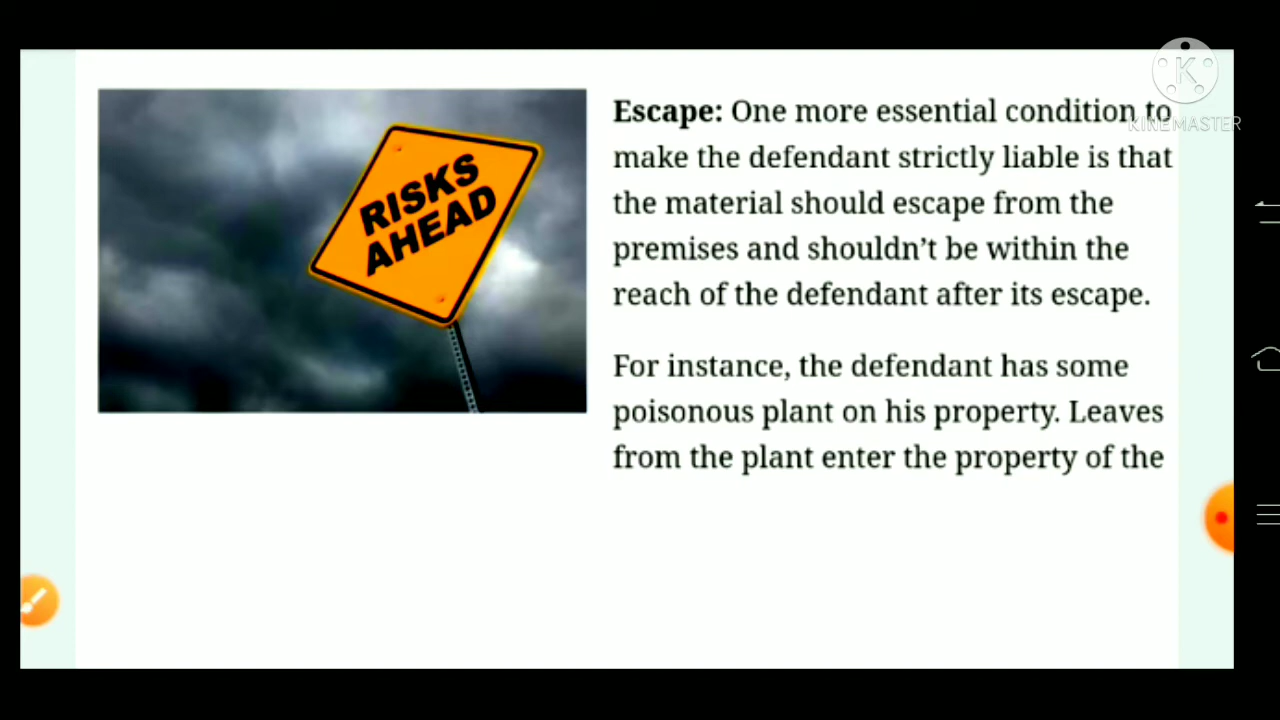 RISKS
AHEAD
Escape: One more essential condition to
make the defendant strictly liable is that
the material should escape from the
premises and shouldn’t be within the
reach of the defendant after its escape.
For instance, the defendant has some
poisonous plant on his property. Leaves
from the plant enter the property of the
K
KINEMASTER